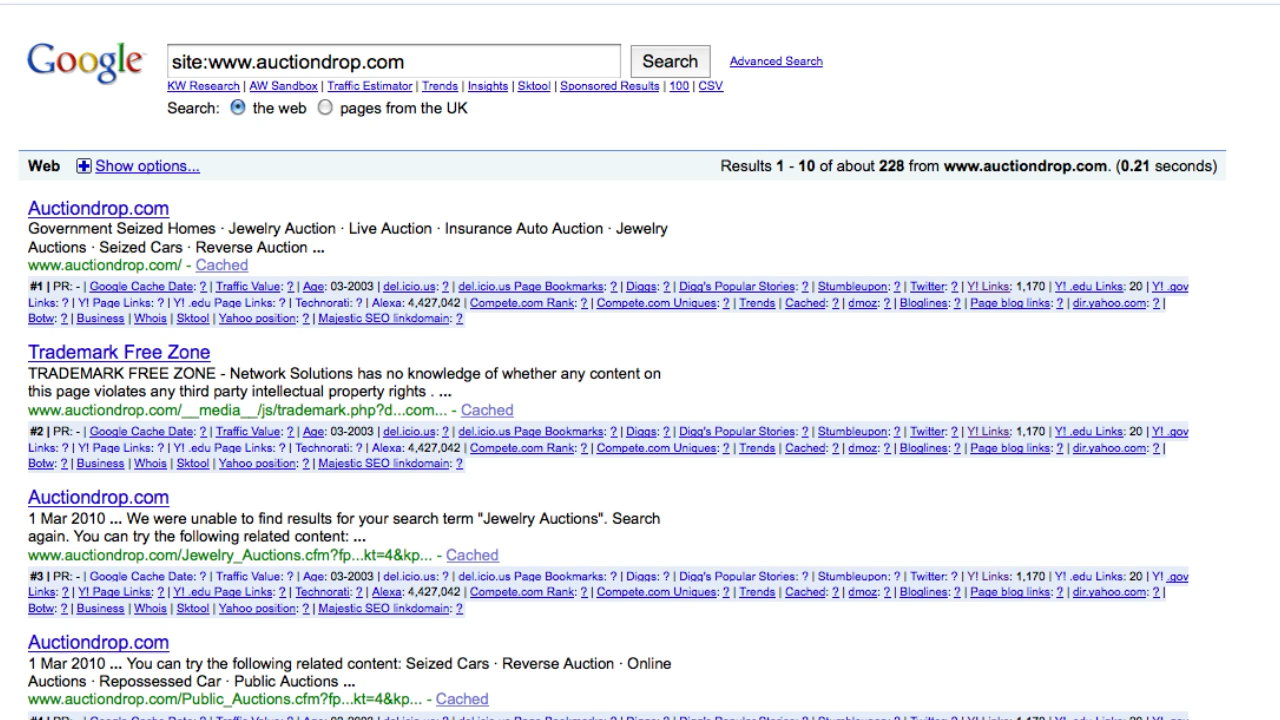 Google site:www.auctiondrop.com Search Advanced Search
KW Research | AW Sandbox | Traffic Estimator | Trends | Insights | Sktool | Sponsored Results | 100 | CSV
Search: the web pages from the UK
Web Show options... Results 1 - 10 of about 228 from www.auctiondrop.com. (0.21 seconds)
Auctiondrop.com
Government Seized Homes · Jewelry Auction · Live Auction · Insurance Auto Auction · Jewelry
Auctions · Seized Cars · Reverse Auction ...
www.auctiondrop.com/ - Cached
#1 | PR: - | Google Cache Date: ? | Traffic Value: ? | Age: 03-2003 | del.icio.us: ? | del.icio.us Page Bookmarks: ? | Diggs: ? | Digg's Popular Stories: ? | Stumbleupon: ? | Twitter: ? | Y! Links: 1,170 | Y! .edu Links: 20 | Y! .gov
Links: ? | Y! Page Links: ? | Y! .edu Page Links: ? | Technorati: ? | Alexa: 4,427,042 | Compete.com Rank: ? | Compete.com Uniques: ? | Trends | Cached: ? | dmoz: ? | Bloglines: ? | Page blog links: ? | dir.yahoo.com: ? |
Botw: ? | Business | Whois | Sktool | Yahoo position: ? | Majestic SEO linkdomain: ?
Trademark Free Zone
TRADEMARK FREE ZONE - Network Solutions has no knowledge of whether any content on
this page violates any third party intellectual property rights . ...
www.auctiondrop.com/__media__/js/trademark.php?d...com... - Cached
#2 | PR: - | Google Cache Date: ? | Traffic Value: ? | Age: 03-2003 | del.icio.us: ? | del.icio.us Page Bookmarks: ? | Diggs: ? | Digg's Popular Stories: ? | Stumbleupon: ? | Twitter: ? | Y! Links: 1,170 | Y! .edu Links: 20 | Y! .gov
Links: ? | Y! Page Links: ? | Y! .edu Page Links: ? | Technorati: ? | Alexa: 4,427,042 | Compete.com Rank: ? | Compete.com Uniques: ? | Trends | Cached: ? | dmoz: ? | Bloglines: ? | Page blog links: ? | dir.yahoo.com: ? |
Botw: ? | Business | Whois | Sktool | Yahoo position: ? | Majestic SEO linkdomain: ?
Auctiondrop.com
1 Mar 2010 ... We were unable to find results for your search term "Jewelry Auctions". Search
again. You can try the following related content: ...
www.auctiondrop.com/Jewelry_Auctions.cfm?fp...kt=4&kp... - Cached
#3 | PR: - | Google Cache Date: ? | Traffic Value: ? | Age: 03-2003 | del.icio.us: ? | del.icio.us Page Bookmarks: ? | Diggs: ? | Digg's Popular Stories: ? | Stumbleupon: ? | Twitter: ? | Y! Links: 1,170 | Y! .edu Links: 20 | Y! .gov
Links: ? | Y! Page Links: ? | Y! .edu Page Links: ? | Technorati: ? | Alexa: 4,427,042 | Compete.com Rank: ? | Compete.com Uniques: ? | Trends | Cached: ? | dmoz: ? | Bloglines: ? | Page blog links: ? | dir.yahoo.com: ? |
Botw: ? | Business | Whois | Sktool | Yahoo position: ? | Majestic SEO linkdomain: ?
Auctiondrop.com
1 Mar 2010 ... You can try the following related content: Seized Cars · Reverse Auction · Online
Auctions · Repossessed Car · Public Auctions ...
www.auctiondrop.com/Public_Auctions.cfm?fp...kt=4&kp... - Cached